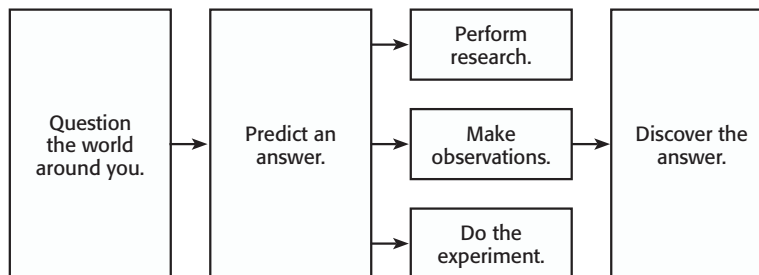 Question
the world
around you.
Predict an
answer.
Perform
research.
Make
observations.
Do the
experiment.
Discover the
answer.